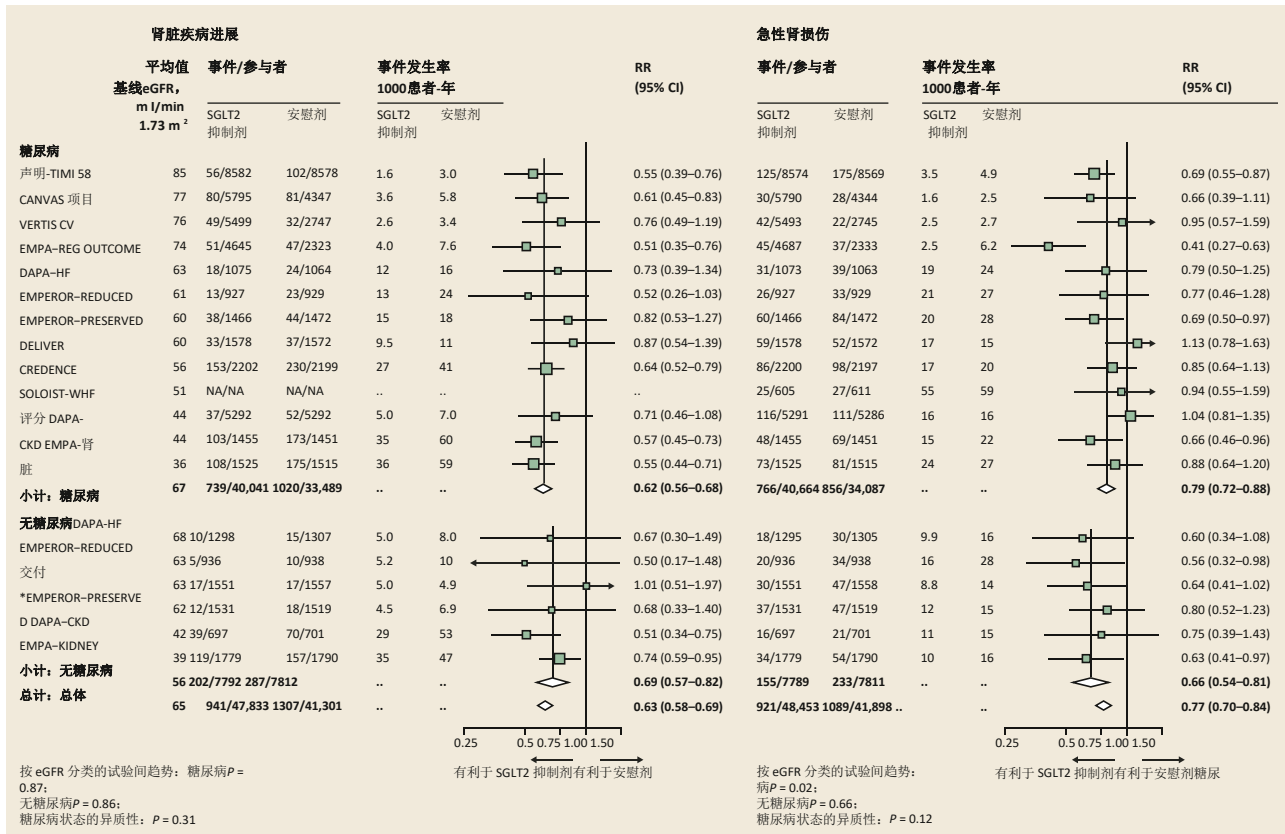 肾脏疾病进展 急性肾损伤
平均值 事件/参与者 事件发生率 RR 事件/参与者 事件发生率 RR
基线eGFR， 1000患者-年 (95% CI) 1000患者-年 (95% CI)
m l/min SGLT2 安慰剂 SGLT2 安慰剂 SGLT2 安慰剂 SGLT2 安慰剂
1.73 m ² 抑制剂 抑制剂 抑制剂 抑制剂
糖尿病
声明-TIMI 58 85 56/8582 102/8578 1.6 3.0 0.55 (0.39–0.76) 125/8574 175/8569 3.5 4.9 0.69 (0.55–0.87)
CANVAS 项目 77 80/5795 81/4347 3.6 5.8 0.61 (0.45–0.83) 30/5790 28/4344 1.6 2.5 0.66 (0.39–1.11)
VERTIS CV 76 49/5499 32/2747 2.6 3.4 0.76 (0.49–1.19) 42/5493 22/2745 2.5 2.7 0.95 (0.57–1.59)
EMPA–REG OUTCOME 74 51/4645 47/2323 4.0 7.6 0.51 (0.35–0.76) 45/4687 37/2333 2.5 6.2 0.41 (0.27–0.63)
DAPA–HF 63 18/1075 24/1064 12 16 0.73 (0.39–1.34) 31/1073 39/1063 19 24 0.79 (0.50–1.25)
EMPEROR–REDUCED 61 13/927 23/929 13 24 0.52 (0.26–1.03) 26/927 33/929 21 27 0.77 (0.46–1.28)
EMPEROR–PRESERVED 60 38/1466 44/1472 15 18 0.82 (0.53–1.27) 60/1466 84/1472 20 28 0.69 (0.50–0.97)
DELIVER 60 33/1578 37/1572 9.5 11 0.87 (0.54–1.39) 59/1578 52/1572 17 15 1.13 (0.78–1.63)
CREDENCE 56 153/2202 230/2199 27 41 0.64 (0.52–0.79) 86/2200 98/2197 17 20 0.85 (0.64–1.13)
SOLOIST-WHF 51 NA/NA NA/NA .. .. .. 25/605 27/611 55 59 0.94 (0.55–1.59)
评分 DAPA- 44 37/5292 52/5292 5.0 7.0 0.71 (0.46–1.08) 116/5291 111/5286 16 16 1.04 (0.81–1.35)
CKD EMPA-肾 44 103/1455 173/1451 35 60 0.57 (0.45–0.73) 48/1455 69/1451 15 22 0.66 (0.46–0.96)
脏 36 108/1525 175/1515 36 59 0.55 (0.44–0.71) 73/1525 81/1515 24 27 0.88 (0.64–1.20)
小计：糖尿病 67 739/40,041 1020/33,489 .. .. 0.62 (0.56–0.68) 766/40,664 856/34,087 .. .. 0.79 (0.72–0.88)
无糖尿病DAPA-HF 68 10/1298 15/1307 5.0 8.0 0.67 (0.30–1.49) 18/1295 30/1305 9.9 16 0.60 (0.34–1.08)
EMPEROR–REDUCED 63 5/936 10/938 5.2 10 0.50 (0.17–1.48) 20/936 34/938 16 28 0.56 (0.32–0.98)
交付 63 17/1551 17/1557 5.0 4.9 1.01 (0.51–1.97) 30/1551 47/1558 8.8 14 0.64 (0.41–1.02)
*EMPEROR–PRESERVE 62 12/1531 18/1519 4.5 6.9 0.68 (0.33–1.40) 37/1531 47/1519 12 15 0.80 (0.52–1.23)
D DAPA–CKD 42 39/697 70/701 29 53 0.51 (0.34–0.75) 16/697 21/701 11 15 0.75 (0.39–1.43)
EMPA–KIDNEY 39 119/1779 157/1790 35 47 0.74 (0.59–0.95) 34/1779 54/1790 10 16 0.63 (0.41–0.97)
小计：无糖尿病 56 202/7792 287/7812 .. .. 0.69 (0.57–0.82) 155/7789 233/7811 .. .. 0.66 (0.54–0.81)
总计：总体 65 941/47,833 1307/41,301 .. .. 0.63 (0.58–0.69) 921/48,453 1089/41,898 .. .. 0.77 (0.70–0.84)
0.25 0.5 0.75 1.00 1.50 0.25 0.5 0.75 1.00 1.50
有利于 SGLT2 抑制剂有利于安慰剂 有利于 SGLT2 抑制剂有利于安慰剂糖尿
按 eGFR 分类的试验间趋势：糖尿病P =
0.87；
无糖尿病P = 0.86；
糖尿病状态的异质性：P = 0.31
按 eGFR 分类的试验间趋势：
病P = 0.02；
无糖尿病P = 0.66；
糖尿病状态的异质性：P = 0.12